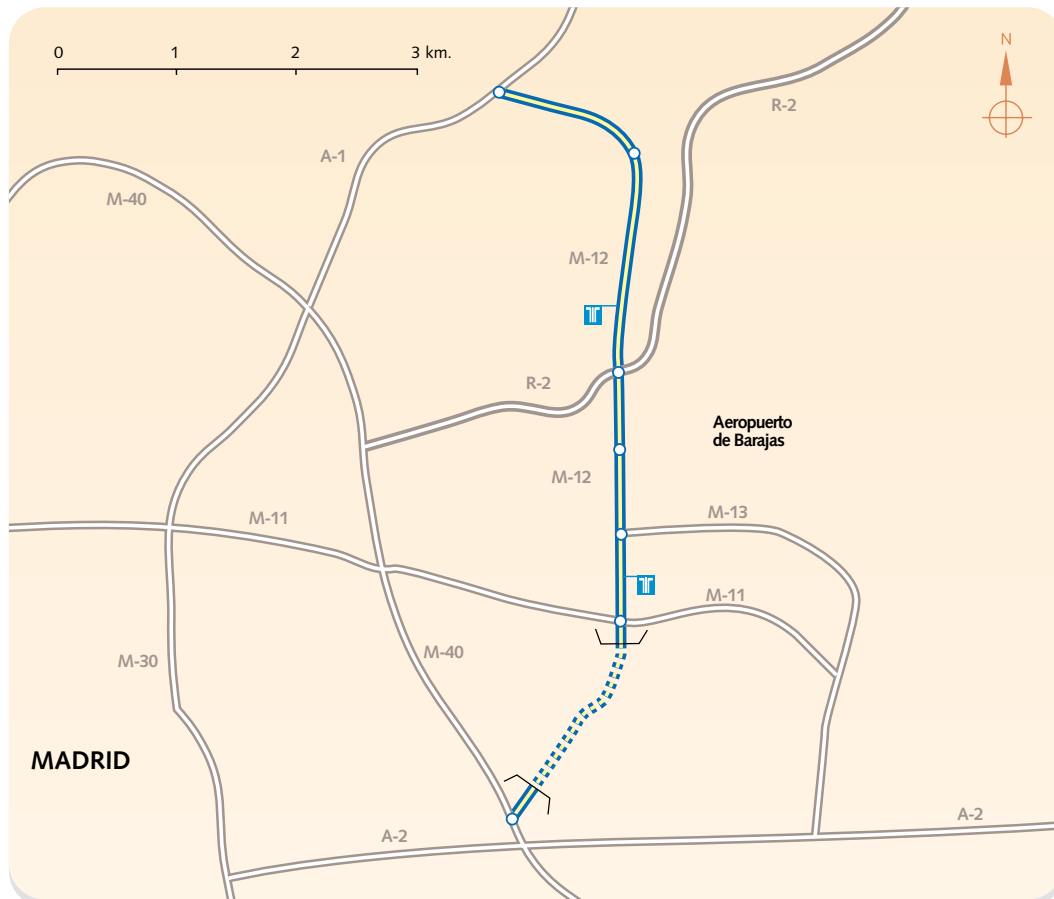 0 1 2 3 km.
N
R-2
A-1
M-40
M-12
R-2
Aeropuerto
de Barajas
M-12
M-13
M-11
M-11
M-40
M-30
MADRID
A-2
A-2